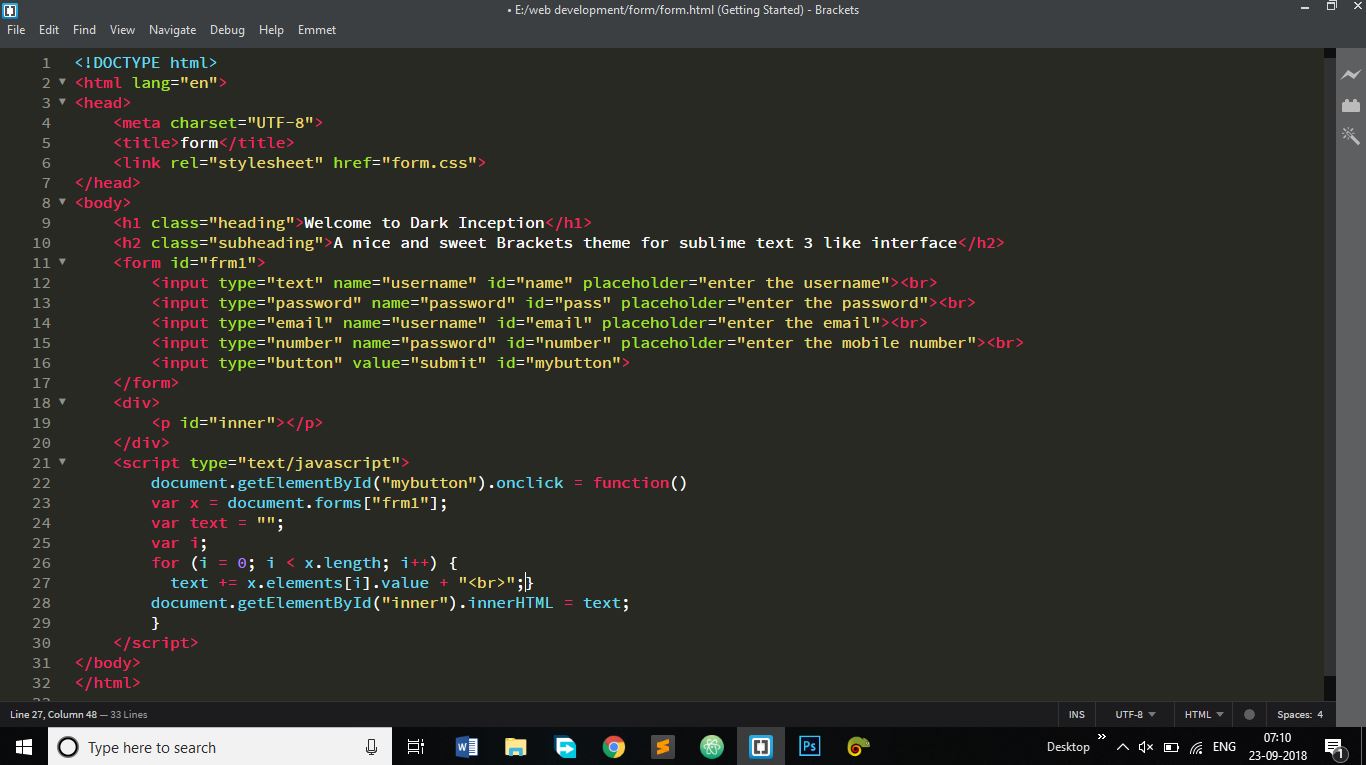 • E:/web development/form/form.html (Getting Started) - Brackets
File Edit Find View Navigate Debug Help Emmet
1 <!DOCTYPE html>
2 <html lang="en">
3 <head>
4 <meta charset="UTF-8">
5 <title>form</title>
6 <link rel="stylesheet" href="form.css">
7 </head>
8 <body>
9 <h1 class="heading">Welcome to Dark Inception</h1>
10 <h2 class="subheading">A nice and sweet Brackets theme for sublime text 3 like interface</h2>
11 <form id="frm1">
12 <input type="text" name="username" id="name" placeholder="enter the username"><br>
13 <input type="password" name="password" id="pass" placeholder="enter the password"><br>
14 <input type="email" name="username" id="email" placeholder="enter the email"><br>
15 <input type="number" name="password" id="number" placeholder="enter the mobile number"><br>
16 <input type="button" value="submit" id="mybutton">
17 </form>
18 <div>
19 <p id="inner"></p>
20 </div>
21 <script type="text/javascript">
22 document.getElementById("mybutton").onclick = function()
23 var x = document.forms["frm1"];
24 var text = "";
25 var i;
26 for (i = 0; i < x.length; i++) {
27 text += x.elements[i].value + "<br>";}
28 document.getElementById("inner").innerHTML = text;
29 }
30 </script>
31 </body>
32 </html>
33
Line 27, Column 48 — 33 Lines
INS UTF-8 HTML Spaces: 4
Type here to search
W
Ps
Desktop
ENG
07:10
23-09-2018
1